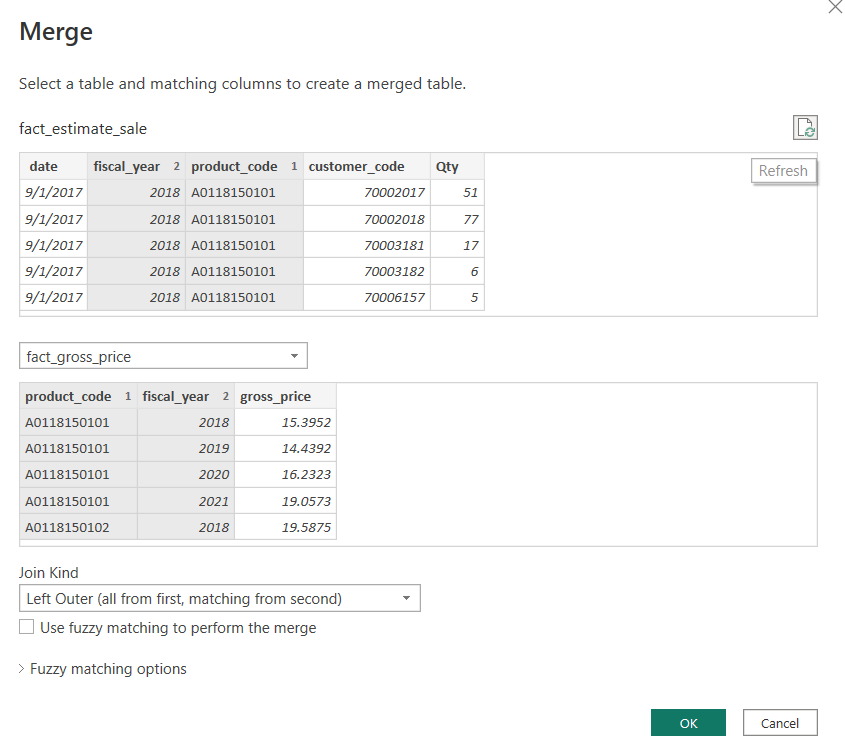 Merge
Select a table and matching columns to create a merged table.
fact_estimate_sale
date fiscal_year 2 product_code 1 customer_code Qty
9/1/2017 2018 A0118150101 70002017 51
Refresh
9/1/2017 2018 A0118150101 70002018 77
9/1/2017 2018 A0118150101 70003181 17
9/1/2017 2018 A0118150101 70003182 6
9/1/2017 2018 A0118150101 70006157 5
fact_gross_price
product_code 1 fiscal_year 2 gross_price
A0118150101 2018 15.3952
A0118150101 2019 14.4392
A0118150101 2020 16.2323
A0118150101 2021 19.0573
A0118150102 2018 19.5875
Join Kind
Left Outer (all from first, matching from second)
Use fuzzy matching to perform the merge
Fuzzy matching options
OK Cancel